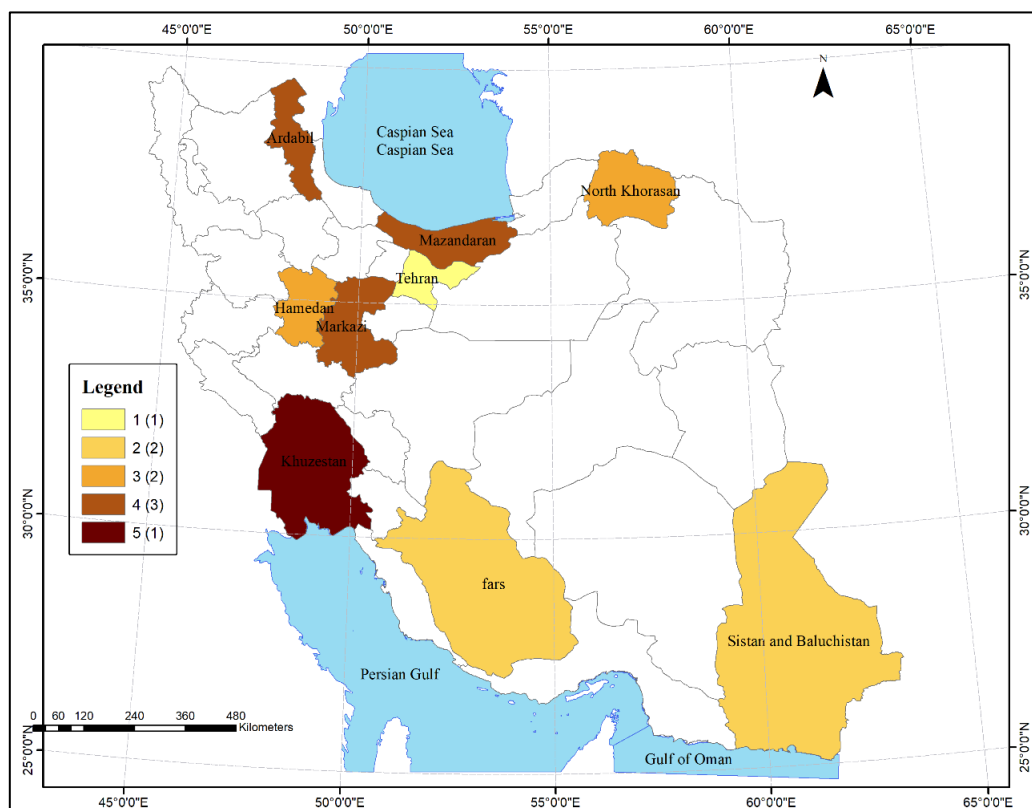 45°0'0"N 50°0'0"E 55°0'0"N 60°0'0"E 65°0'0"N
N
Ardabil
Caspian Sea
Caspian Sea
North Khorasan
Mazandaran
Tehran
Hamedan
Markazi
35°0'0"N
35°0'0"N
Legend
1 (1)
2 (2)
3 (2)
4 (3)
5 (1)
Khuzestan
30°0'0"N
30°0'0"N
fars
Sistan and Baluchistan
Persian Gulf
0 60 120 240 360 480
Kilometers
25°0'0"N
25°0'0"N
Gulf of Oman
45°0'0"E 50°0'0"E 55°0'0"E 60°0'0"E